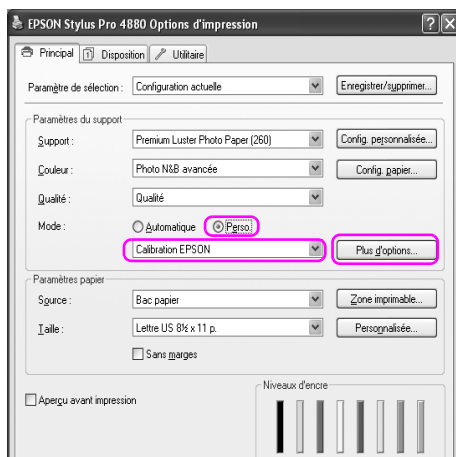 EPSON Stylus Pro 4880 Options d'impression
Principal Disposition Utilitaire
Paramètre de sélection : Configuration actuelle Enregistrer/supprimer...
Paramètres du support
Support : Premium Luster Photo Paper (260) Config. personnalisée...
Couleur : Photo N&B avancée Config. papier...
Qualité : Qualité
Mode : Automatique Perso.
Calibration EPSON Plus d'options...
Paramètres papier
Source : Bac papier Zone imprimable...
Taille : Lettre US 8½ x 11 p. Personnalisée...
Sans marges
Aperçu avant impression Niveaux d'encre